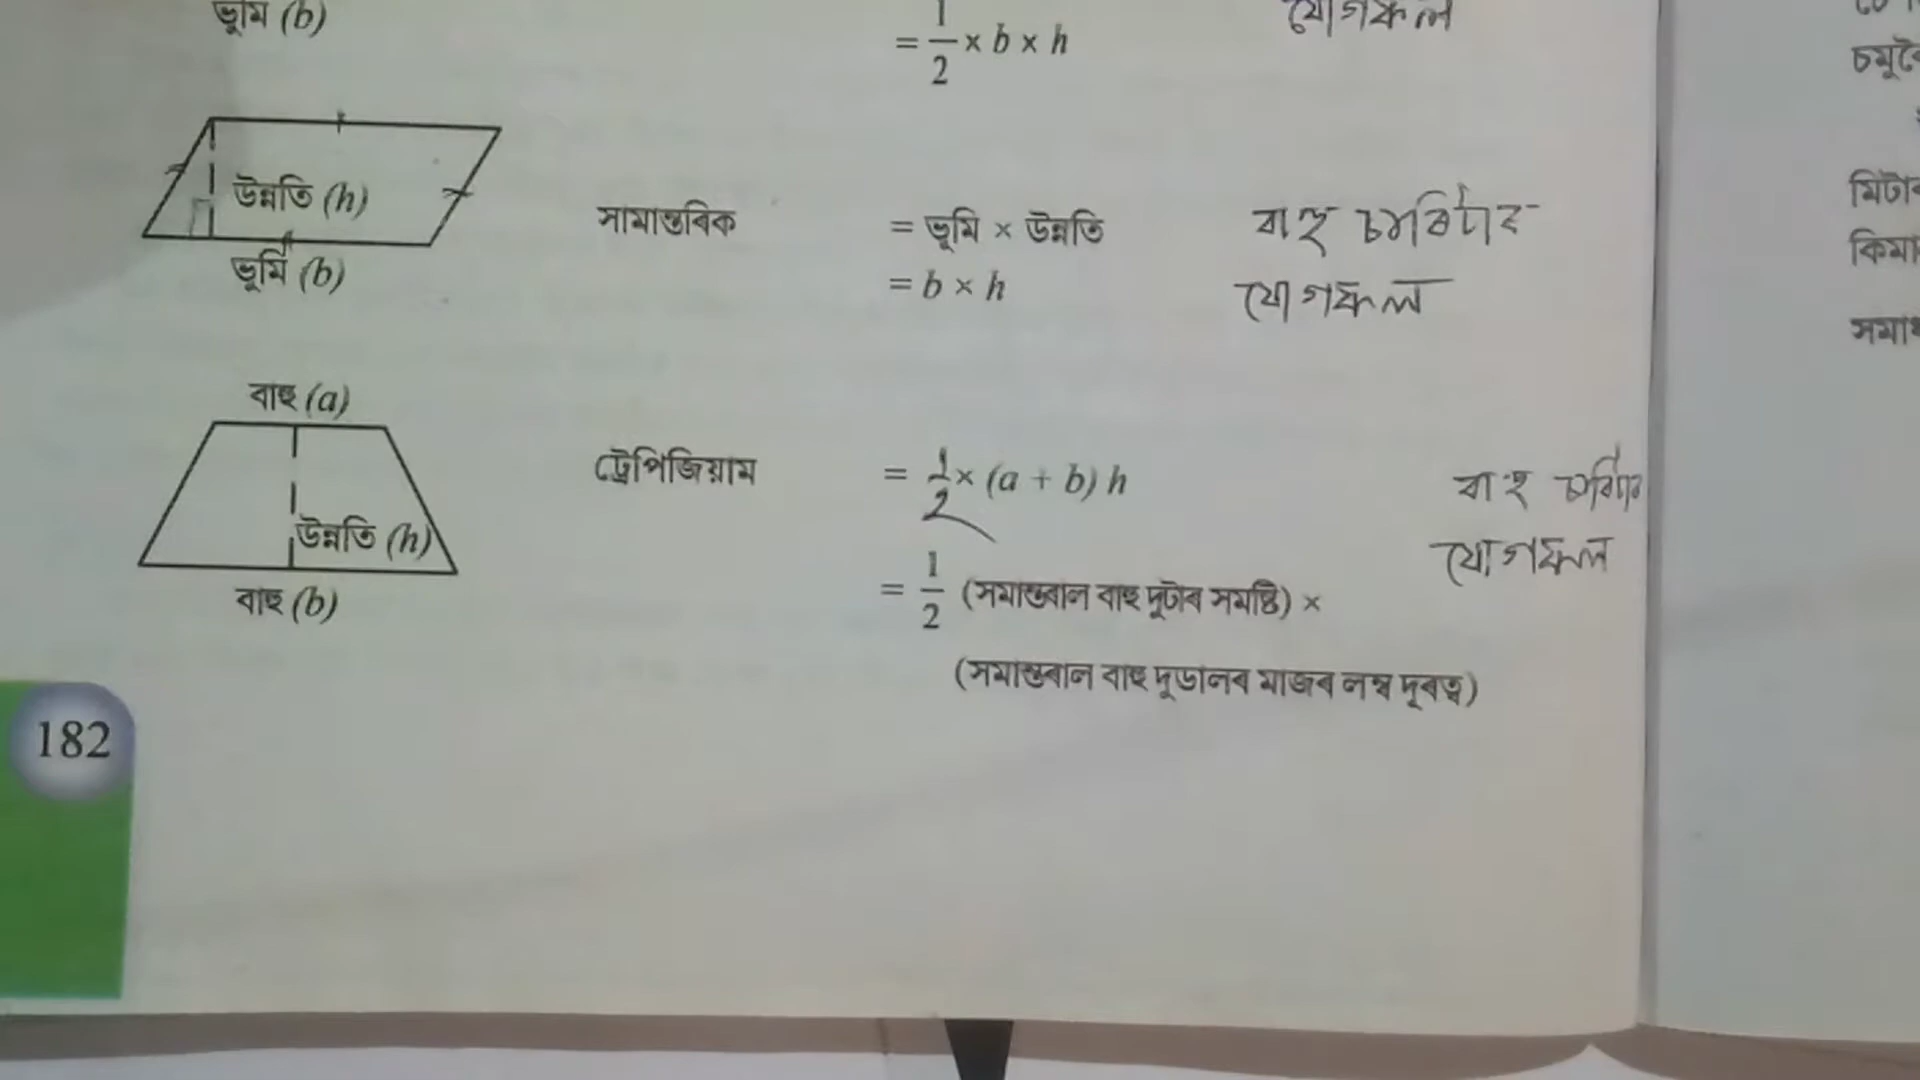 ভূমি (b)
= 1/2 × b × h
যোগফল
উন্নতি (h)
ভূমি (b)
সামান্তৰিক
= ভূমি × উন্নতি
= b × h
বাহু চাৰিটাৰ
যোগফল
বাহু (a)
উন্নতি (h)
বাহু (b)
ট্ৰেপিজিয়াম
= 1/2 × (a + b) h
= 1/2 (সমান্তৰাল বাহু দুটাৰ সমষ্টি) ×
(সমান্তৰাল বাহু দুডালৰ মাজৰ লম্ব দূৰত্ব)
বাহু চাৰিটাৰ
যোগফল
182